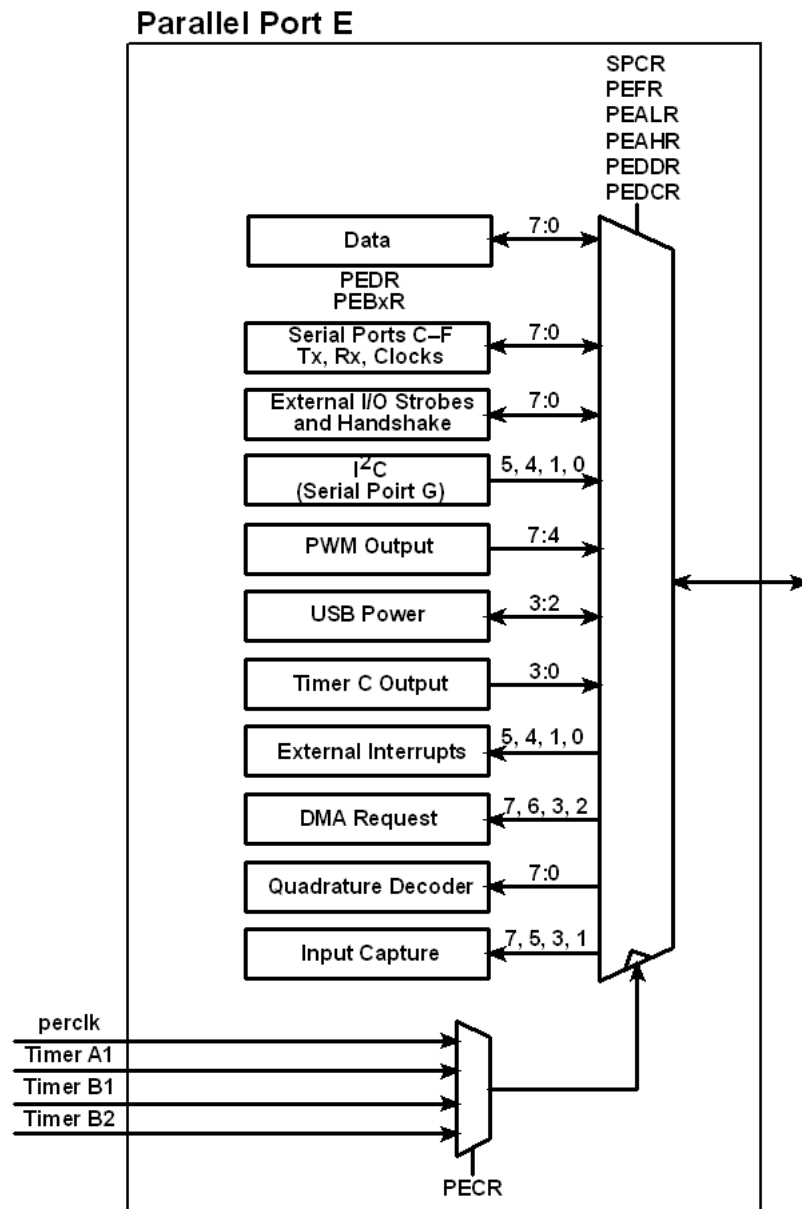 Parallel Port E
SPCR
PEFR
PEALR
PEAHR
PEDDR
PEDCR
Data
7:0
PEDR
PEBxR
Serial Ports C–F
Tx, Rx, Clocks
7:0
External I/O Strobes
and Handshake
7:0
I²C
(Serial Poirt G)
5, 4, 1, 0
PWM Output
7:4
USB Power
3:2
Timer C Output
3:0
External Interrupts
5, 4, 1, 0
DMA Request
7, 6, 3, 2
Quadrature Decoder
7:0
Input Capture
7, 5, 3, 1
perclk
Timer A1
Timer B1
Timer B2
PECR